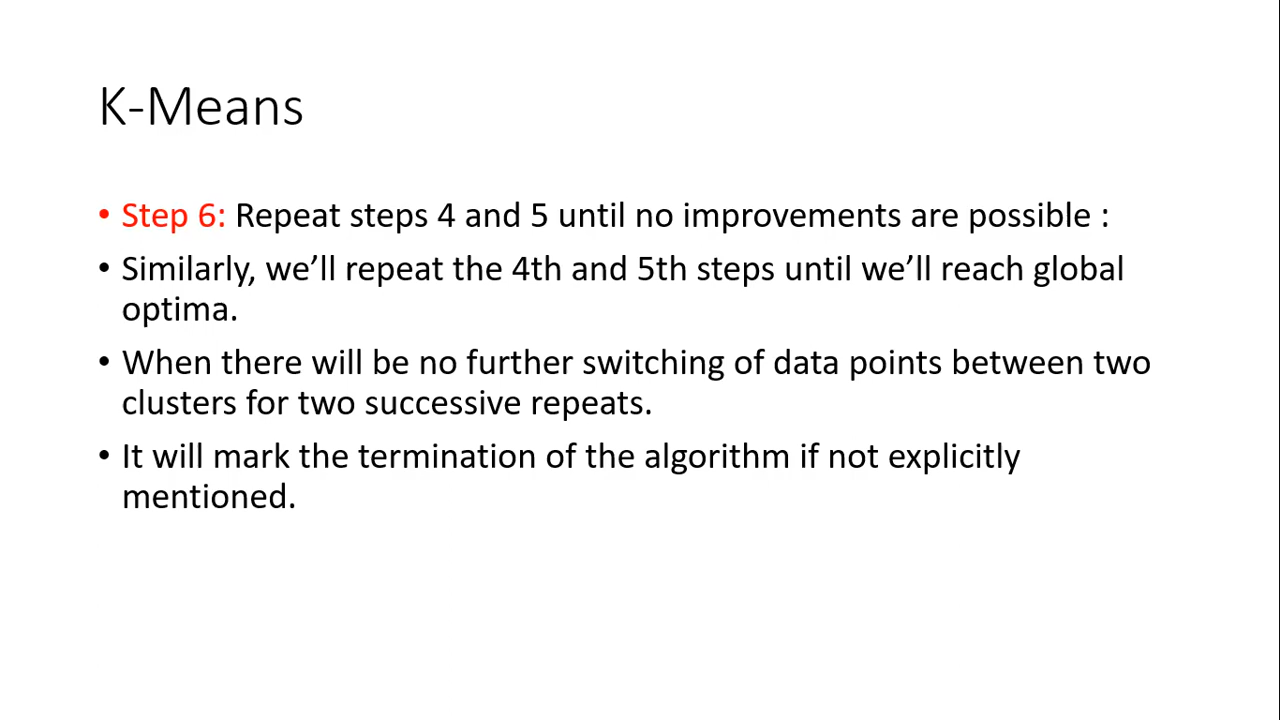 K-Means
• Step 6: Repeat steps 4 and 5 until no improvements are possible :
• Similarly, we’ll repeat the 4th and 5th steps until we’ll reach global
optima.
• When there will be no further switching of data points between two
clusters for two successive repeats.
• It will mark the termination of the algorithm if not explicitly
mentioned.